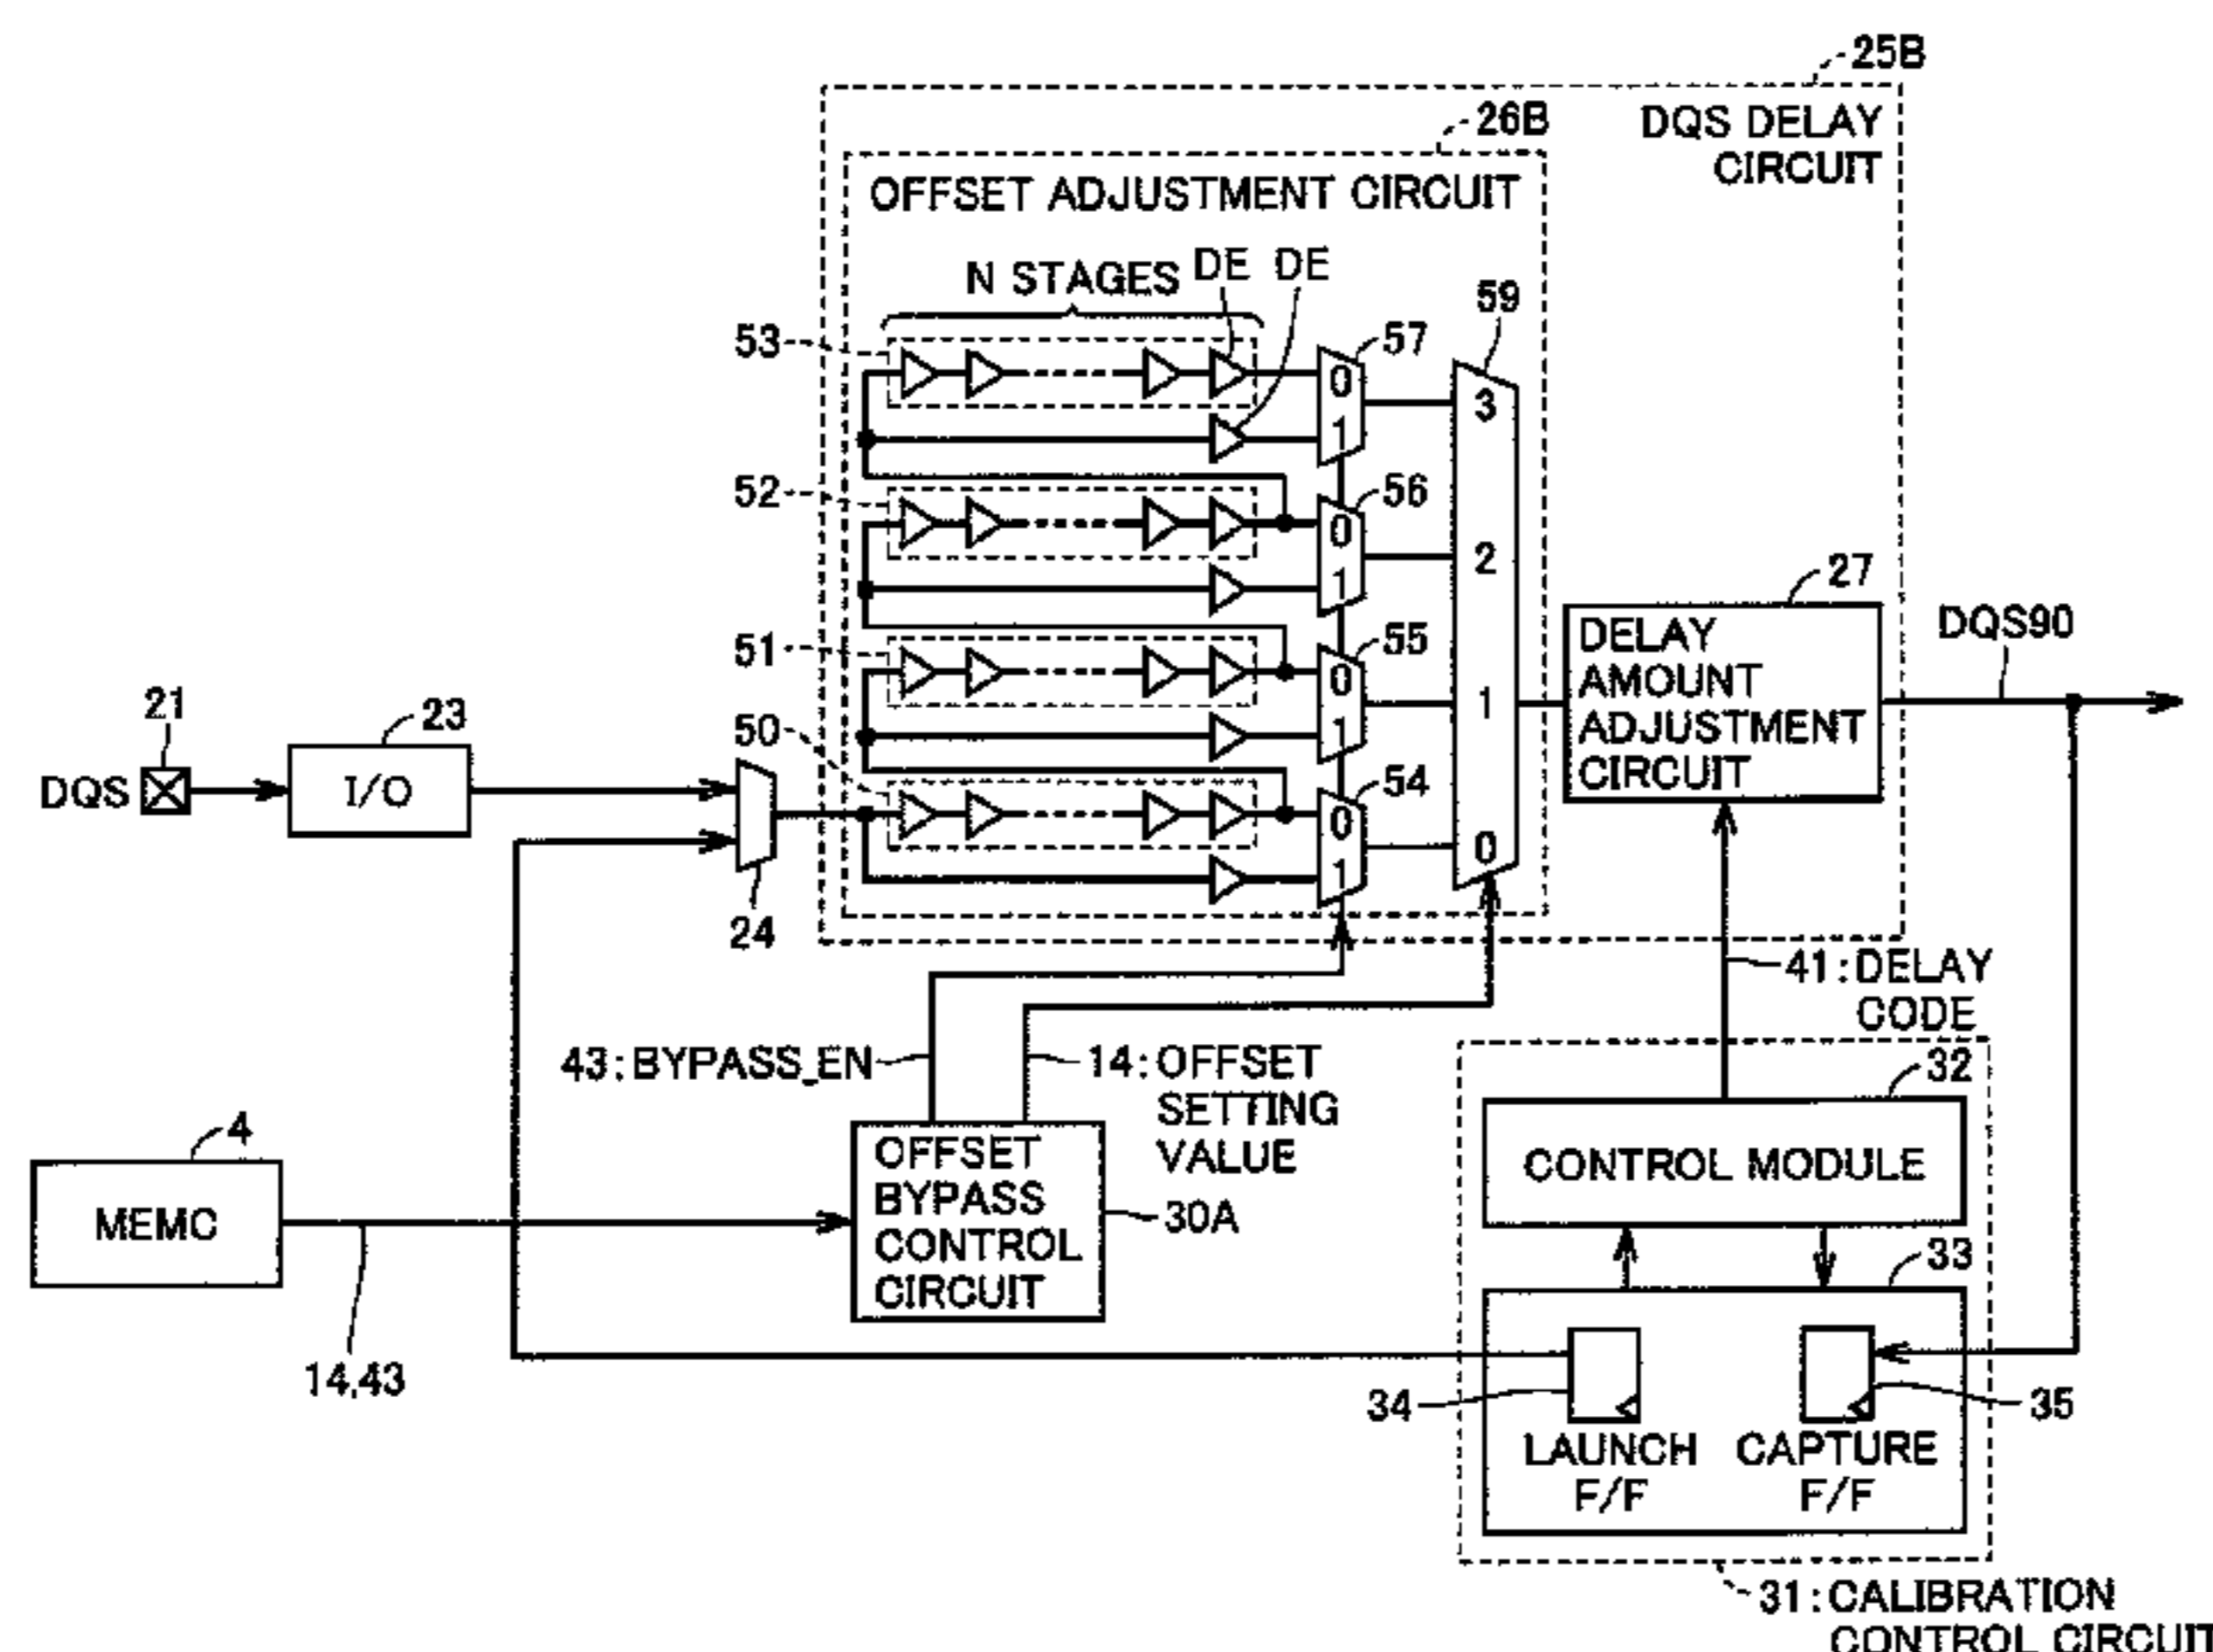 25B
DQS DELAY
CIRCUIT
26B
OFFSET ADJUSTMENT CIRCUIT
N STAGES
DE DE
59
53
57
0
1
3
52
56
0
1
2
27
51
55
0
1
1
DELAY
AMOUNT
ADJUSTMENT
CIRCUIT
DQS90
21
23
50
54
DQS
I/O
0
1
0
24
41:DELAY
CODE
43:BYPASS_EN
14:OFFSET
SETTING
VALUE
32
4
OFFSET
BYPASS
CONTROL
CIRCUIT
CONTROL MODULE
MEMC
30A
33
14,43
34
35
LAUNCH
F/F
CAPTURE
F/F
31:CALIBRATION
CONTROL CIRCUIT